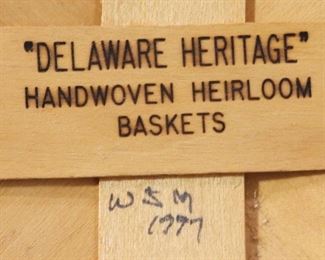 "DELAWARE HERITAGE"
HANDWOVEN HEIRLOOM
BASKETS
WSM
1997